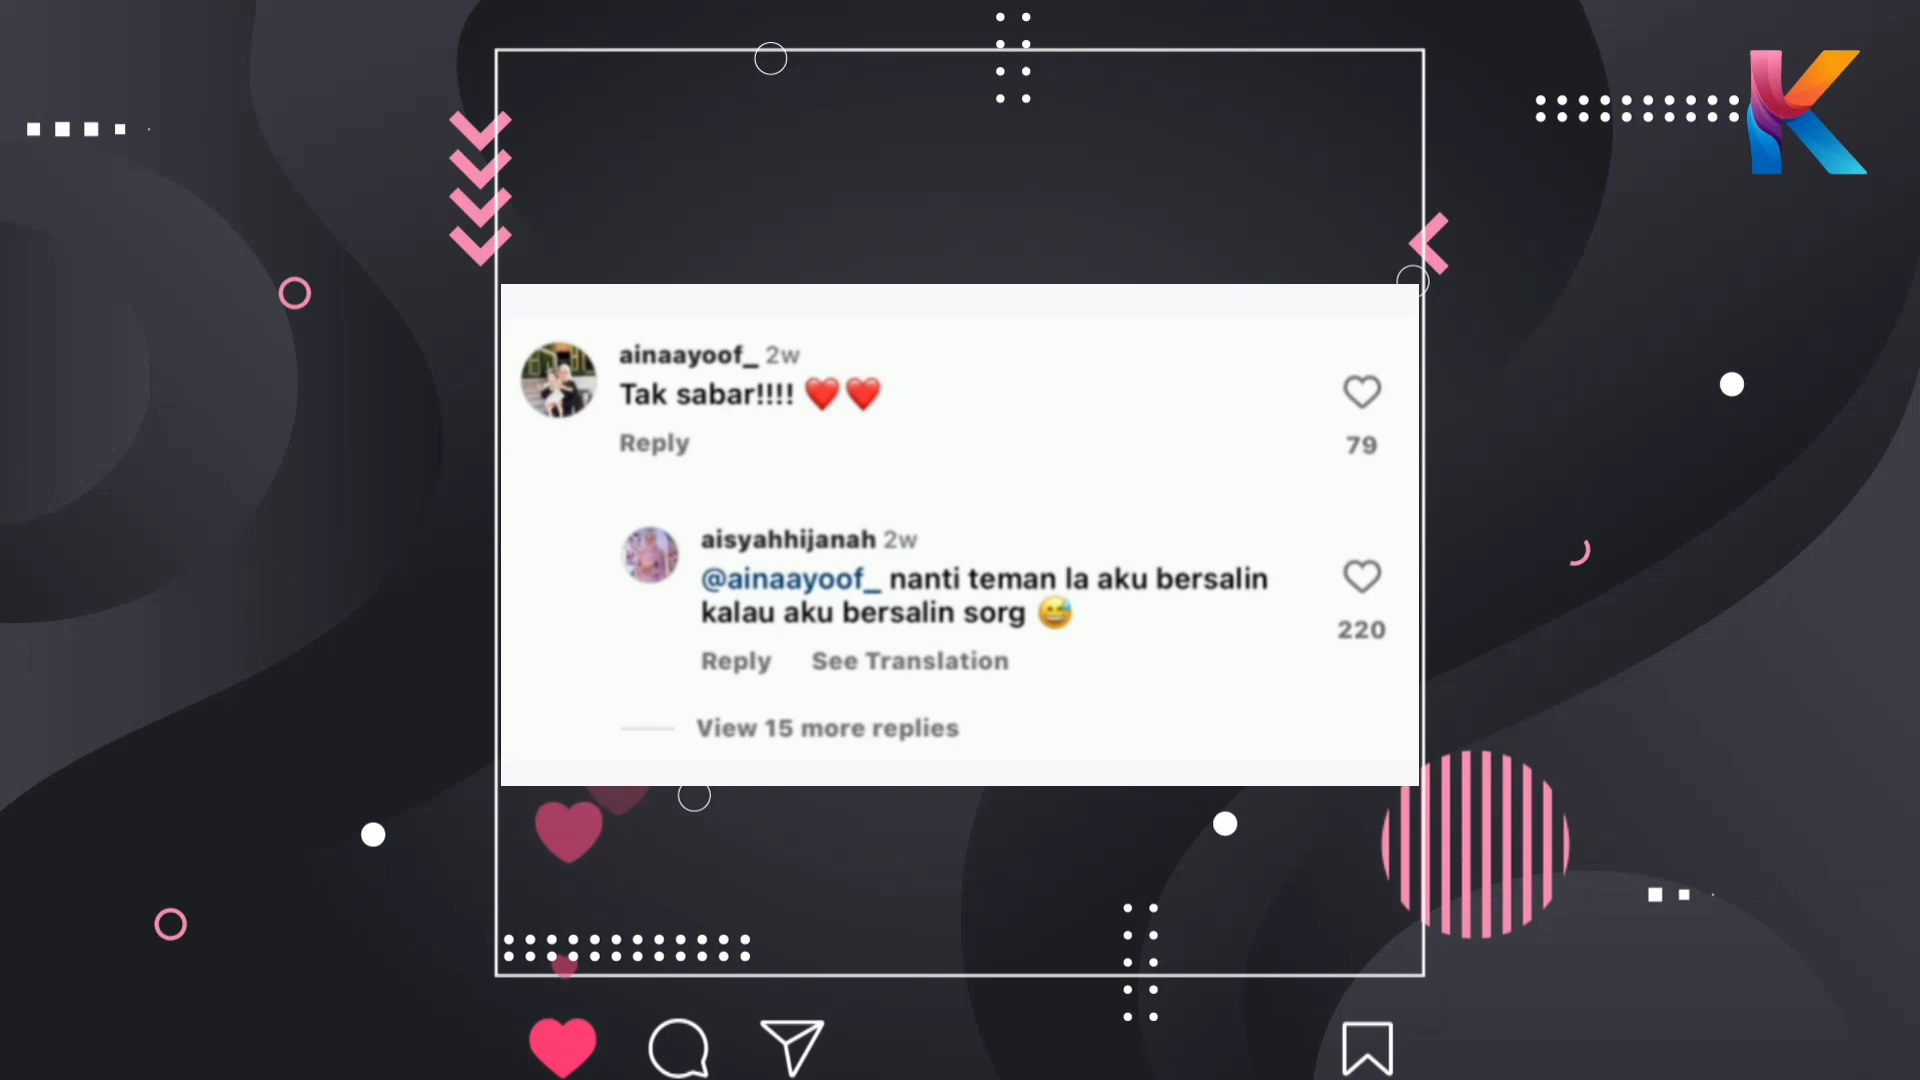 ainaayoof_ 2w
Tak sabar!!!! ❤️❤️
79
Reply
aisyahhijanah 2w
@ainaayoof_ nanti teman la aku bersalin
kalau aku bersalin sorg 😅
220
Reply See Translation
View 15 more replies
K